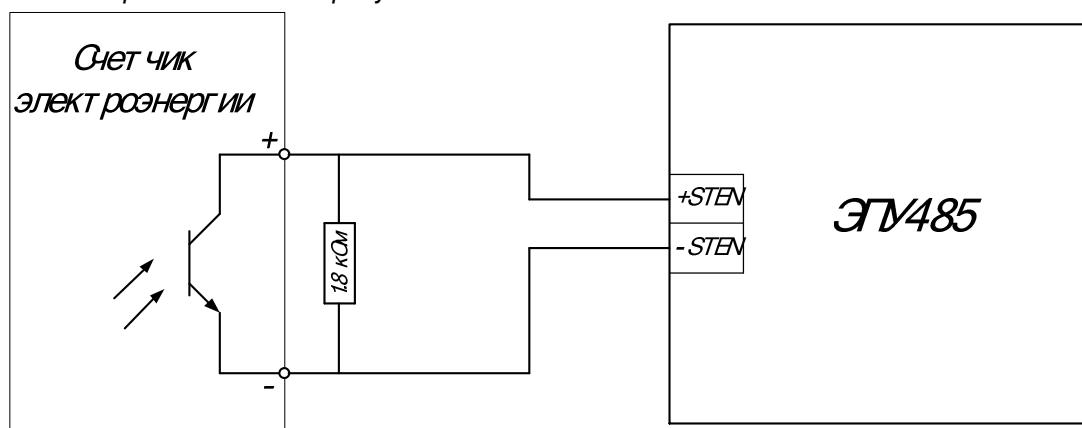 Счетчик
электроэнергии
+
-
1.8 кОм
+STEN
-STEN
ЭПУ485